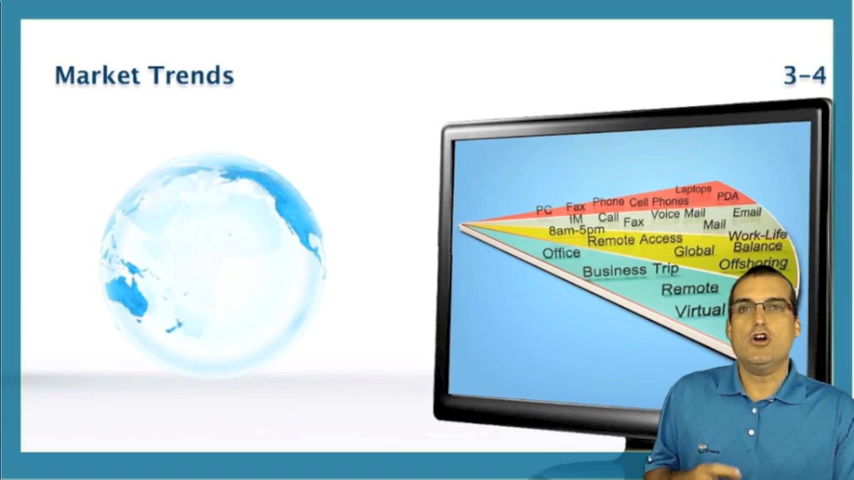 Market Trends
3-4
PC Fax Phone Cell Phones Laptops PDA
IM Call Fax Voice Mail Mail Email
8am-5pm Remote Access Global Work-Life Balance Offshoring
Office Business Trip Remote Virtual